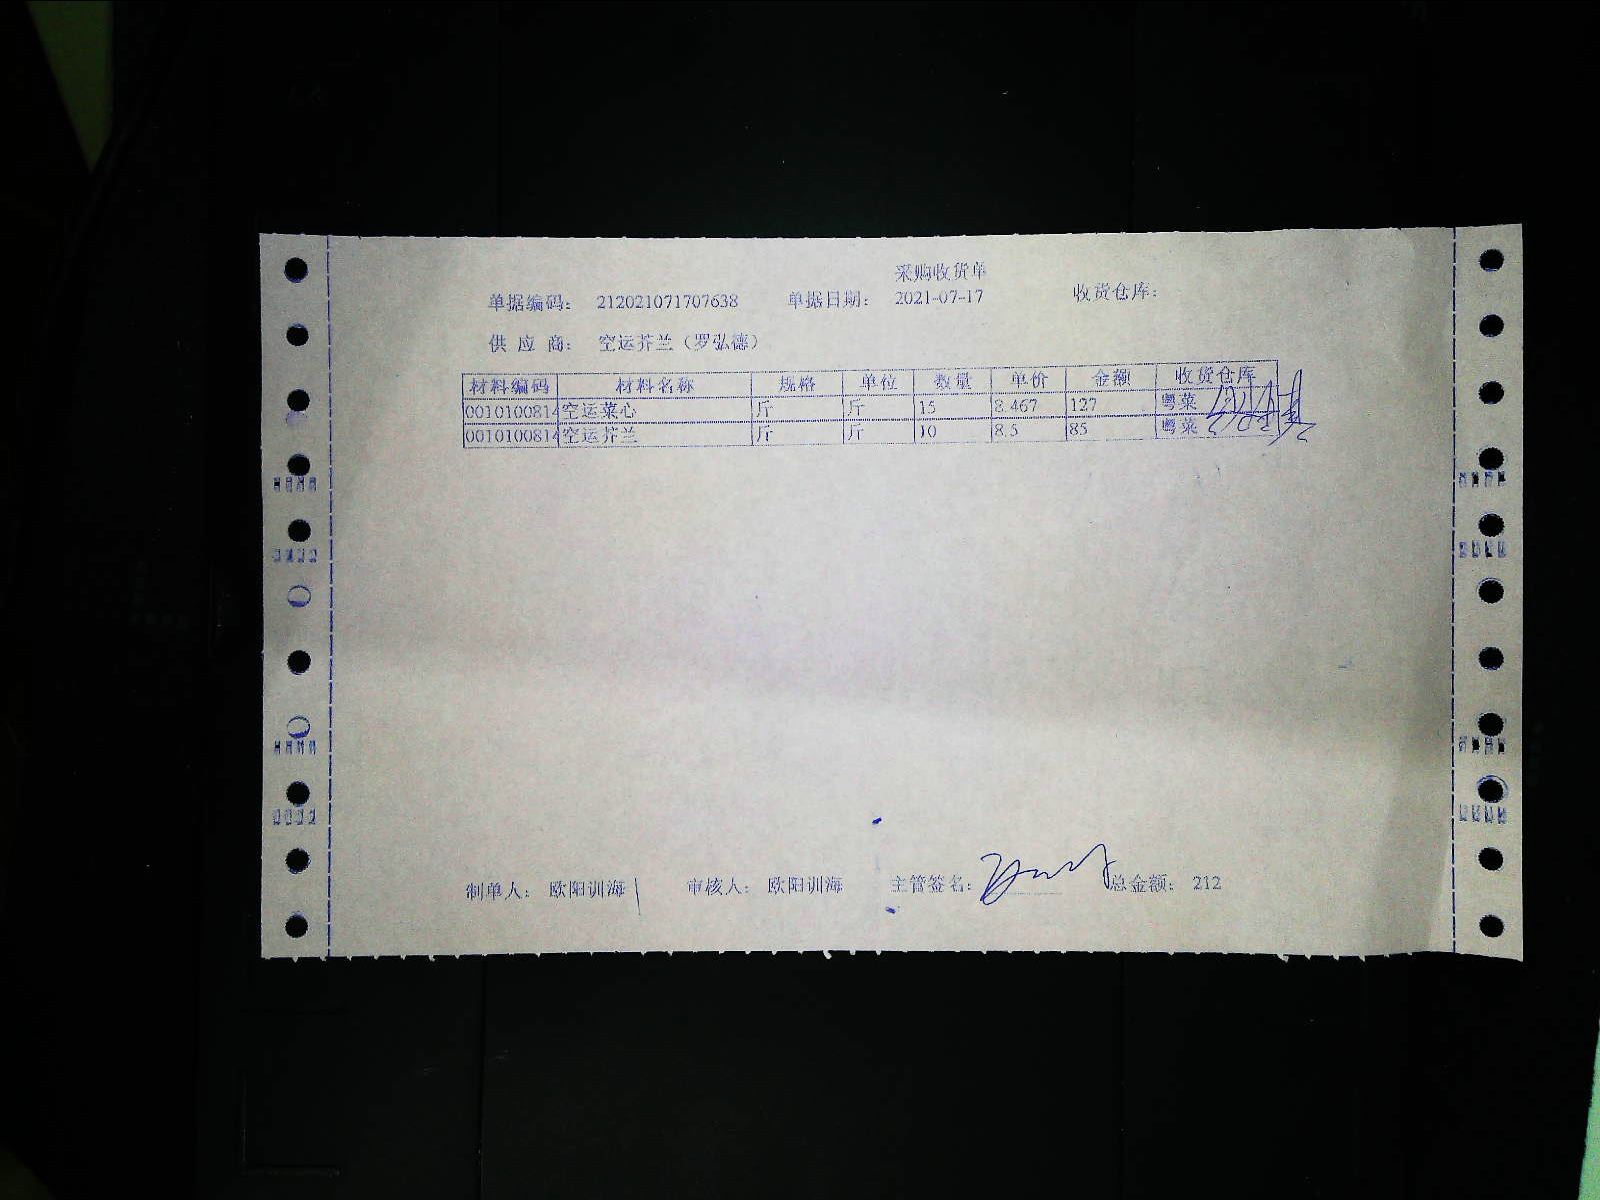 采购收货单
单据编码： 212021071707638 单据日期： 2021-07-17 收货仓库：
供 应 商： 空运芥兰（罗弘德）
材料编码 材料名称 规格 单位 数量 单价 金额 收货仓库
0010100814 空运菜心 斤 斤 15 8.467 127 粤菜
0010100814 空运芥兰 斤 斤 10 8.5 85 粤菜
制单人： 欧阳训海 审核人： 欧阳训海 主管签名： 总金额： 212